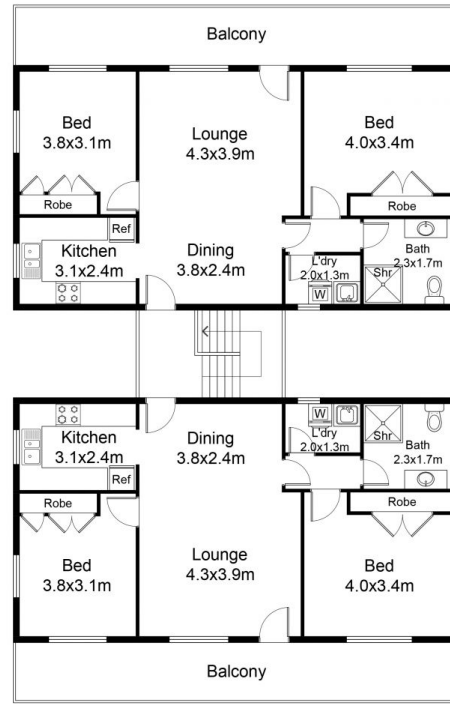 Balcony
Bed
3.8x3.1m
Lounge
4.3x3.9m
Bed
4.0x3.4m
Robe
Robe
Ref
Kitchen
3.1x2.4m
Dining
3.8x2.4m
L'dry
2.0x1.3m
W
Bath
2.3x1.7m
Shr
Kitchen
3.1x2.4m
Ref
Dining
3.8x2.4m
W
L'dry
2.0x1.3m
Shr
Bath
2.3x1.7m
Robe
Robe
Bed
3.8x3.1m
Lounge
4.3x3.9m
Bed
4.0x3.4m
Balcony